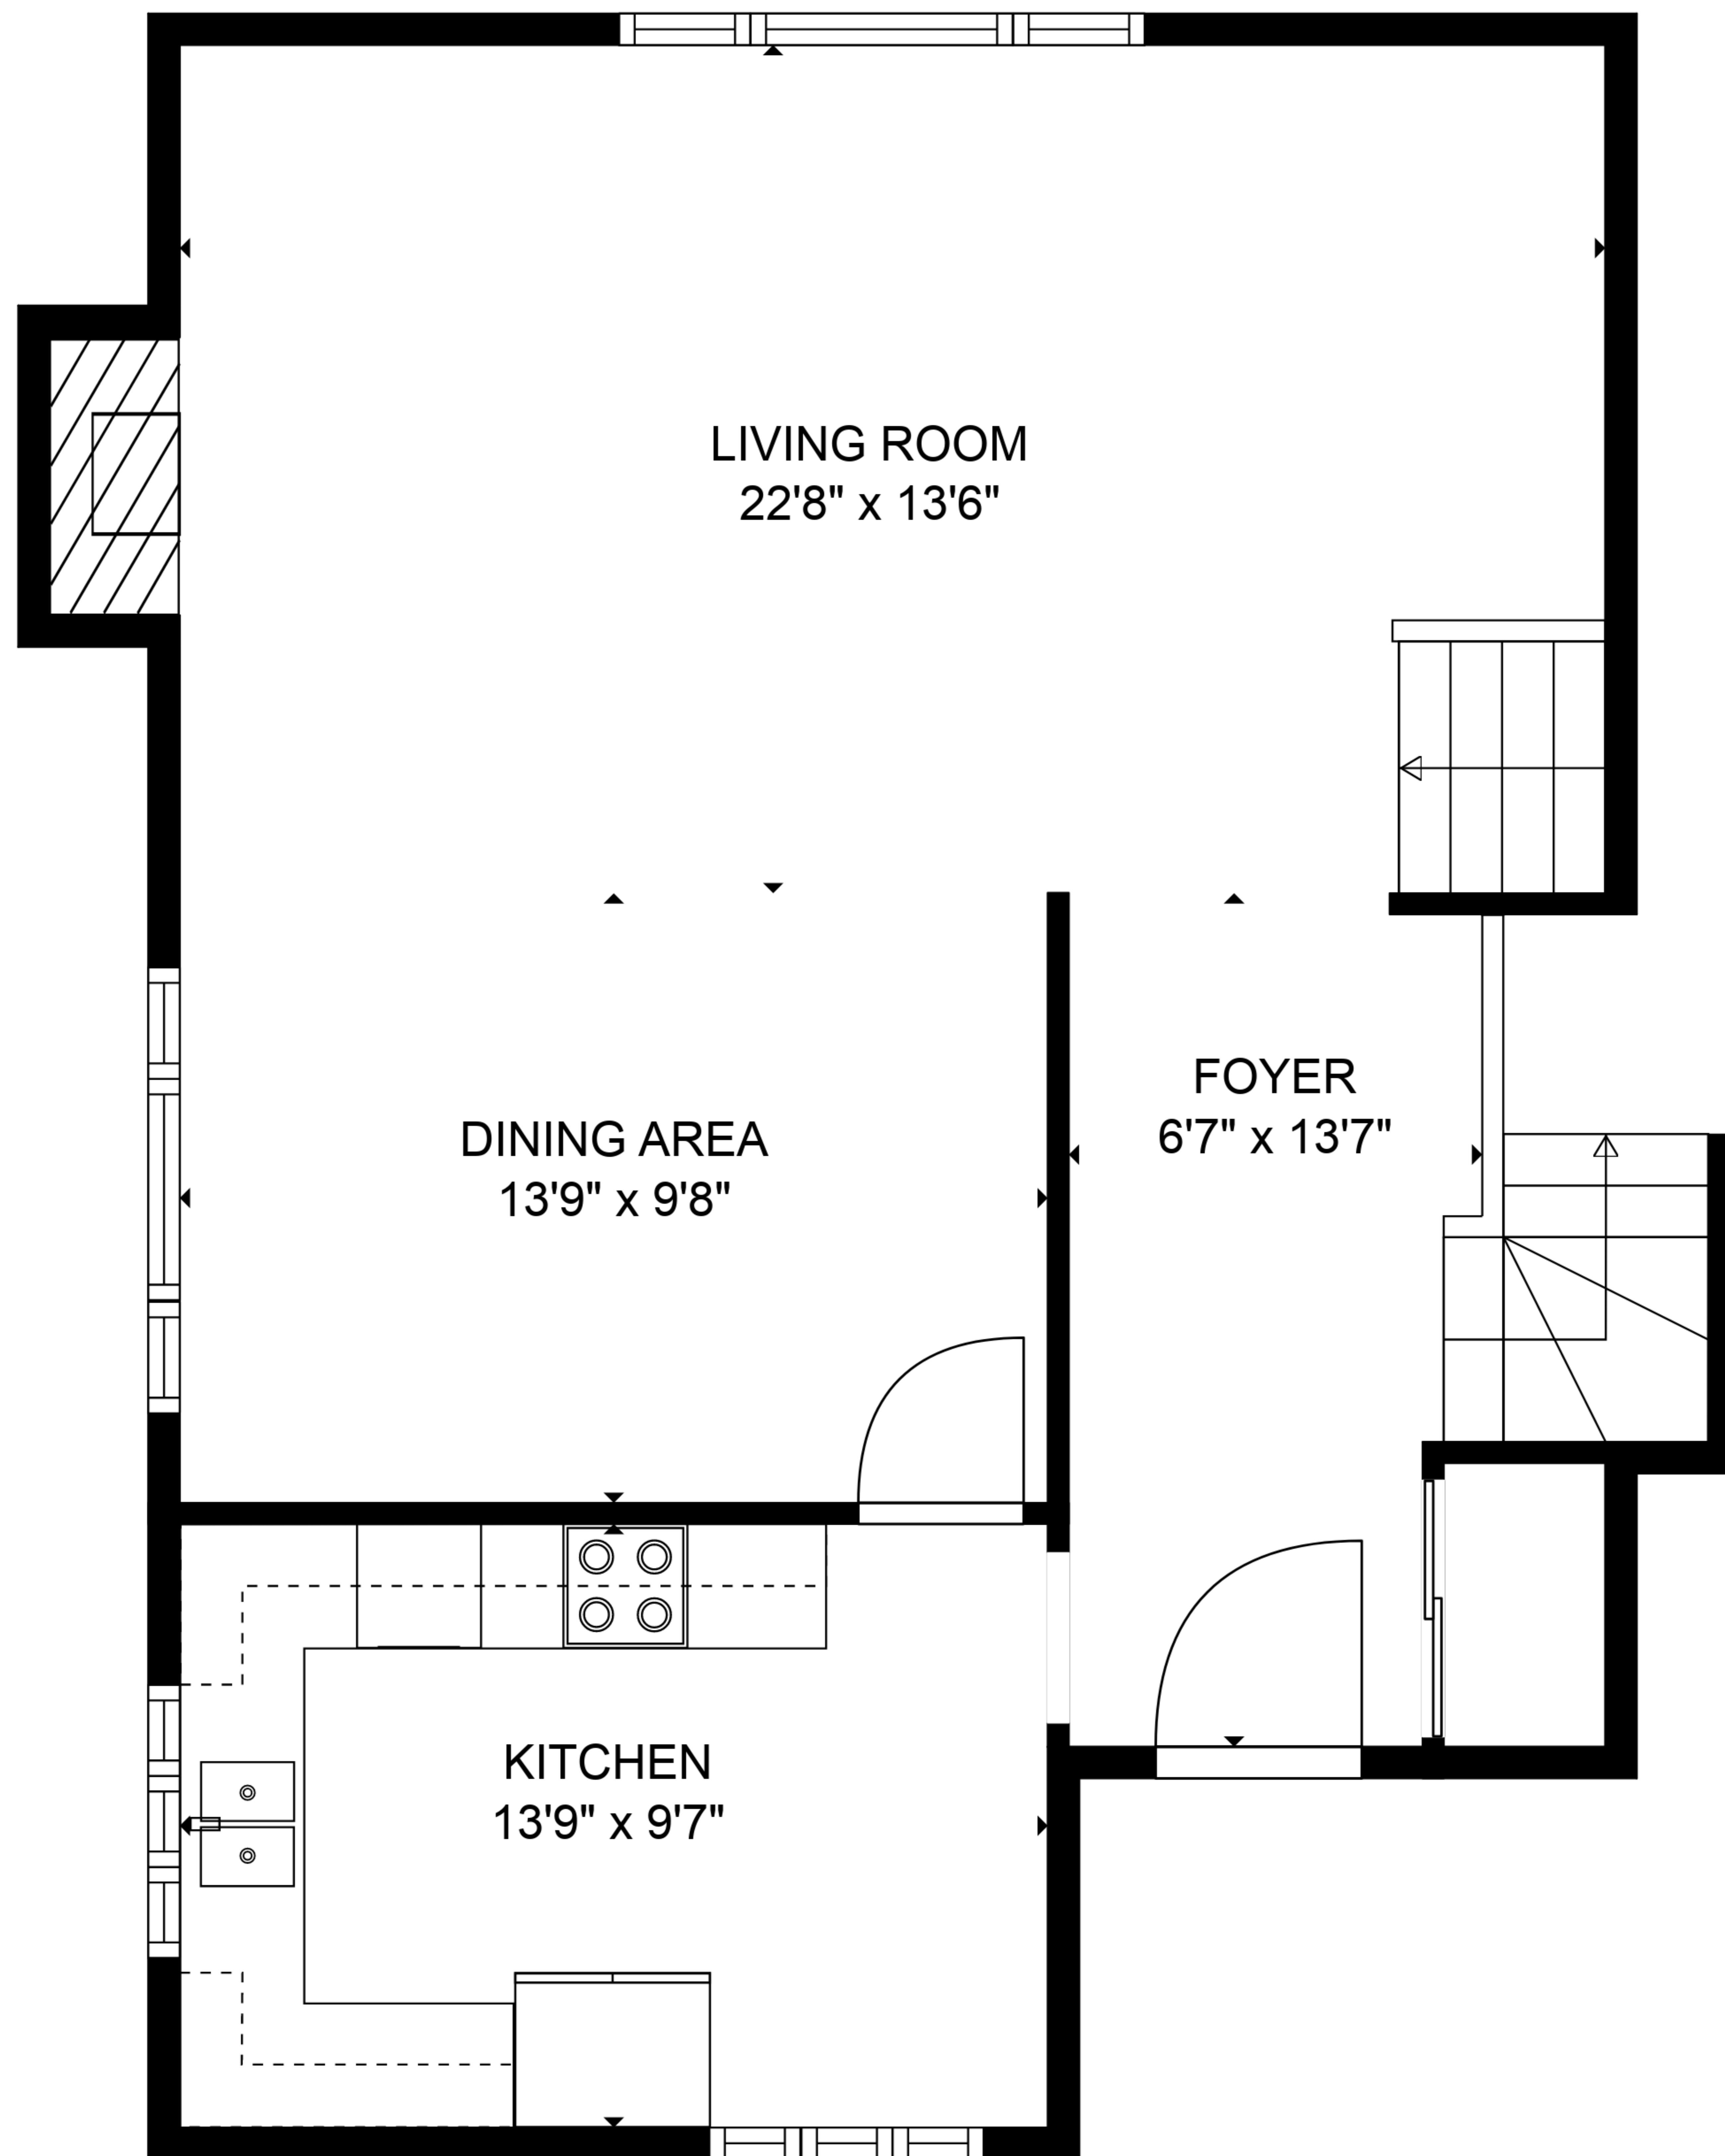 LIVING ROOM
22'8" x 13'6"
FOYER
6'7" x 13'7"
DINING AREA
13'9" x 9'8"
KITCHEN
13'9" x 9'7"